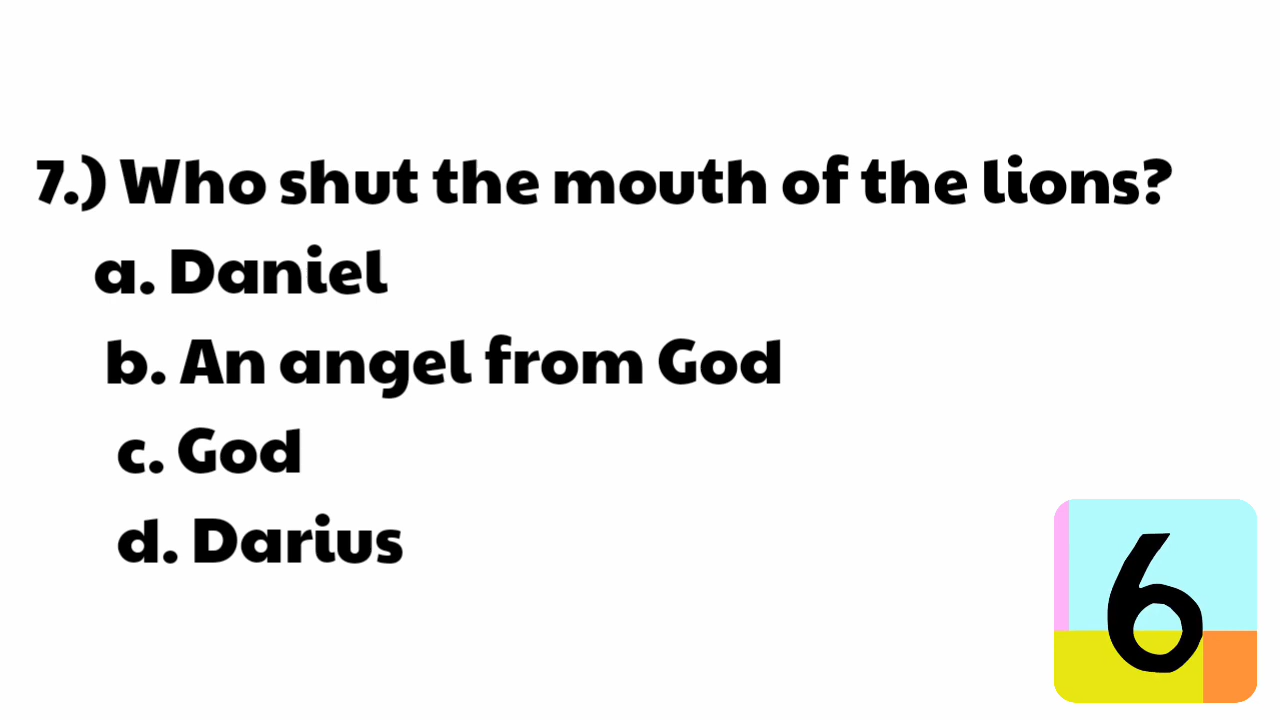 7.) Who shut the mouth of the lions?
a. Daniel
b. An angel from God
c. God
d. Darius
6